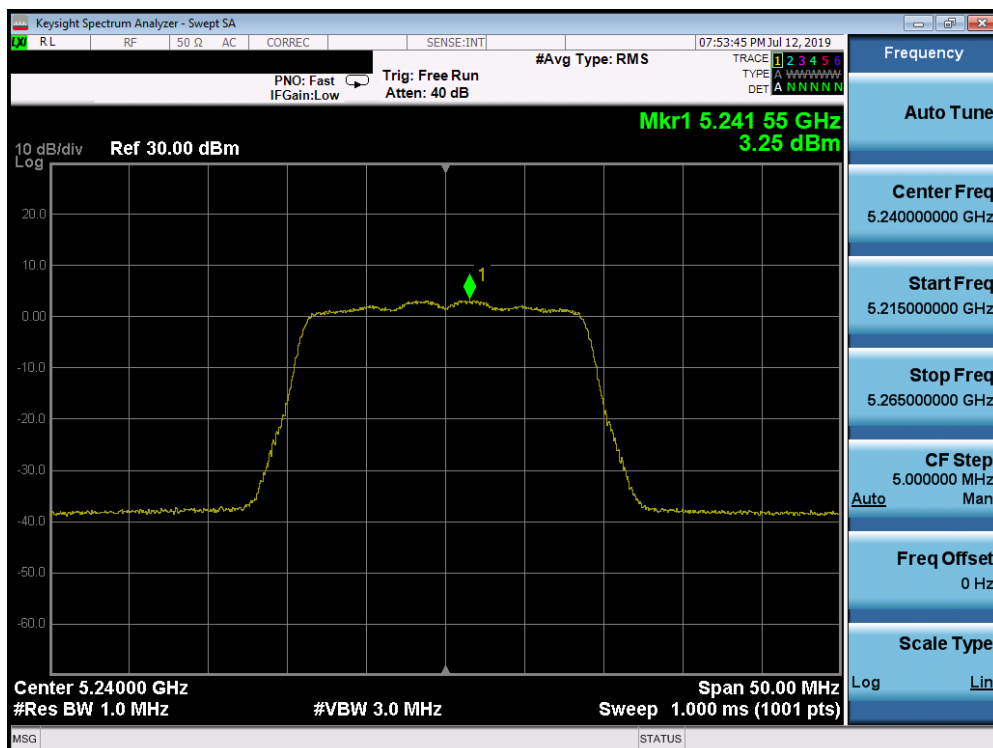 Keysight Spectrum Analyzer - Swept SA
LXI RL RF 50 Ω AC CORREC SENSE:INT 07:53:45 PM Jul 12, 2019
#Avg Type: RMS
PNO: Fast
IFGain:Low
Trig: Free Run
Atten: 40 dB
TRACE 1 2 3 4 5 6
TYPE A WWWWW
DET A N N N N N
Mkr1 5.241 55 GHz
3.25 dBm
10 dB/div Ref 30.00 dBm
Log
1
20.0
10.0
0.00
-10.0
-20.0
-30.0
-40.0
-50.0
-60.0
Center 5.24000 GHz Span 50.00 MHz
#Res BW 1.0 MHz #VBW 3.0 MHz Sweep 1.000 ms (1001 pts)
MSG STATUS
Frequency
Auto Tune
Center Freq
5.240000000 GHz
Start Freq
5.215000000 GHz
Stop Freq
5.265000000 GHz
CF Step
5.000000 MHz
Auto Man
Freq Offset
0 Hz
Scale Type
Log Lin